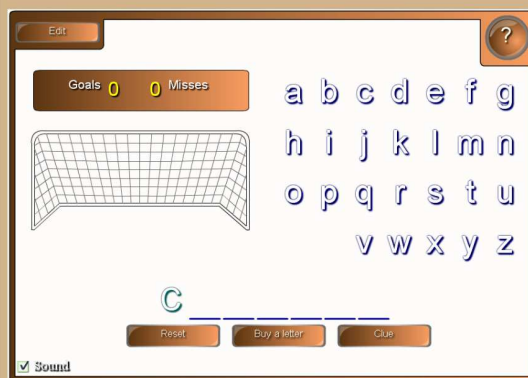 Edit
?
Goals 0 0 Misses
a b c d e f g
h i j k l m n
o p q r s t u
v w x y z
C _ _ _ _ _ _
Reset Buy a letter Clue
Sound